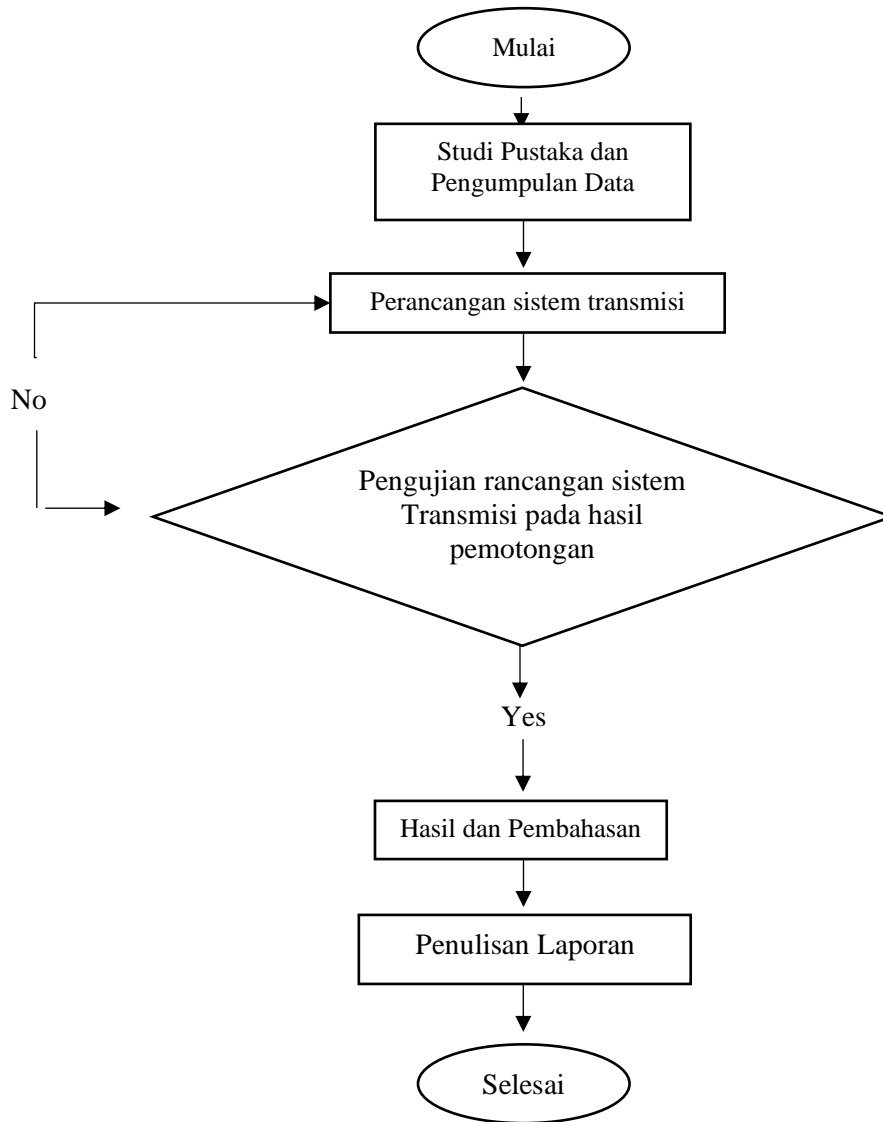 Mulai
Studi Pustaka dan
Pengumpulan Data
Perancangan sistem transmisi
No
Pengujian rancangan sistem
Transmisi pada hasil
pemotongan
Yes
Hasil dan Pembahasan
Penulisan Laporan
Selesai